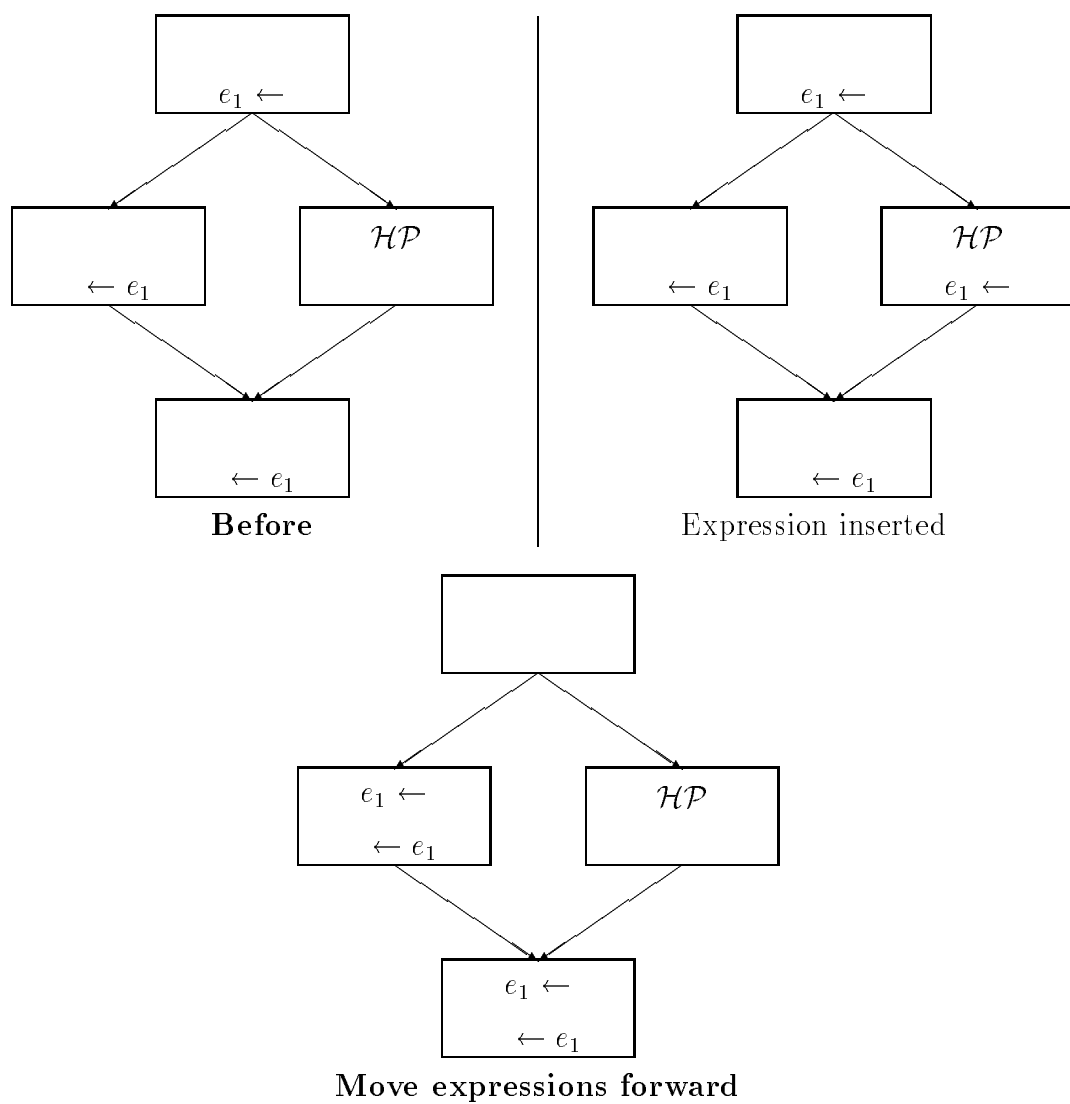 e₁ ←
← e₁
ℋ𝒫
← e₁
Before
e₁ ←
← e₁
ℋ𝒫
e₁ ←
← e₁
Expression inserted
e₁ ←
← e₁
ℋ𝒫
e₁ ←
← e₁
Move expressions forward